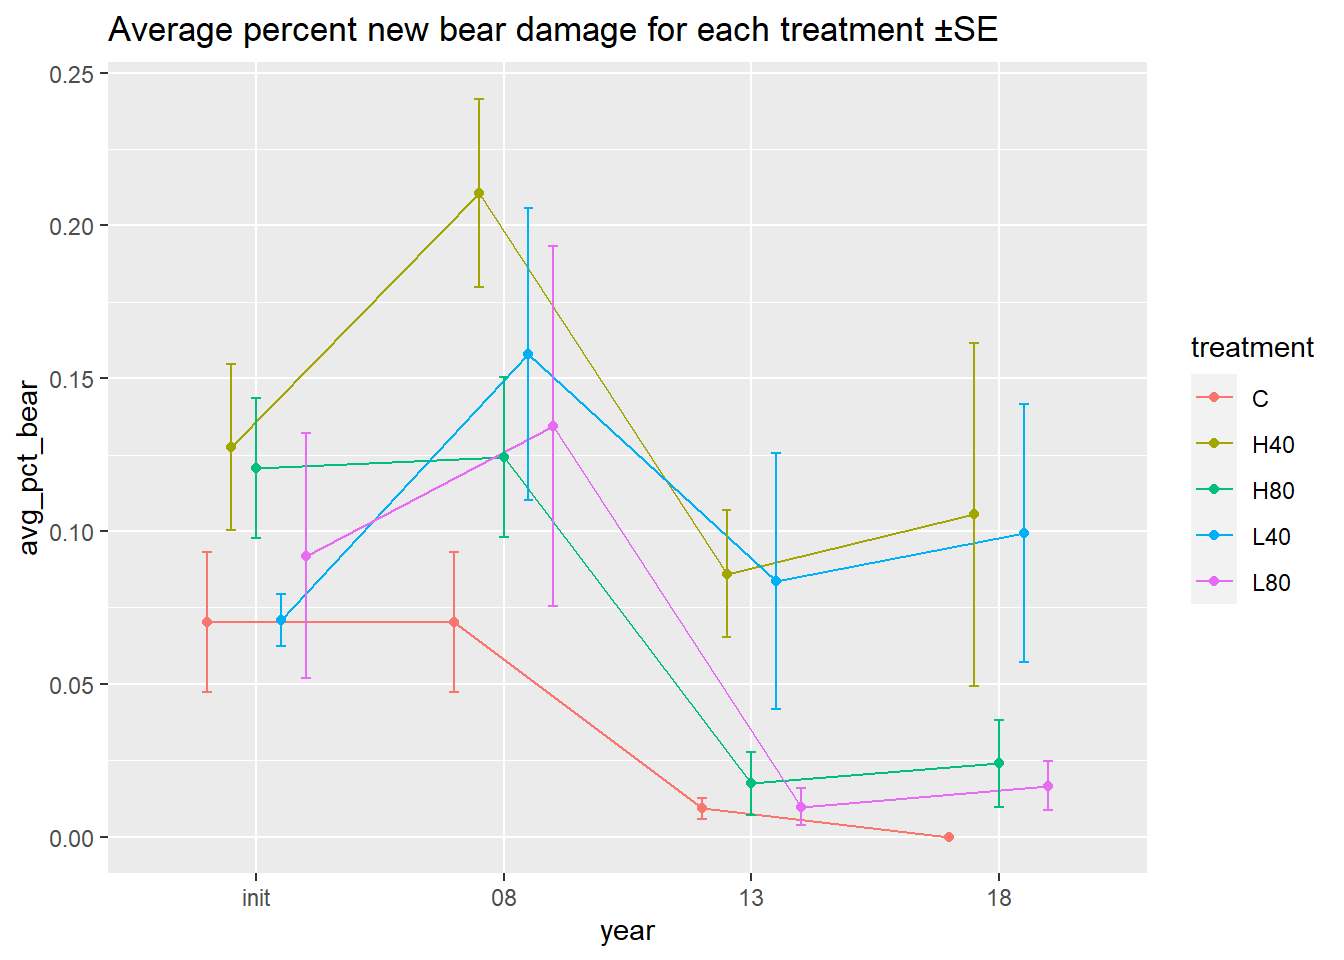 Average percent new bear damage for each treatment ±SE
avg_pct_bear
0.25
0.20
0.15
0.10
0.05
0.00
init 08 13 18
year
treatment
C
H40
H80
L40
L80